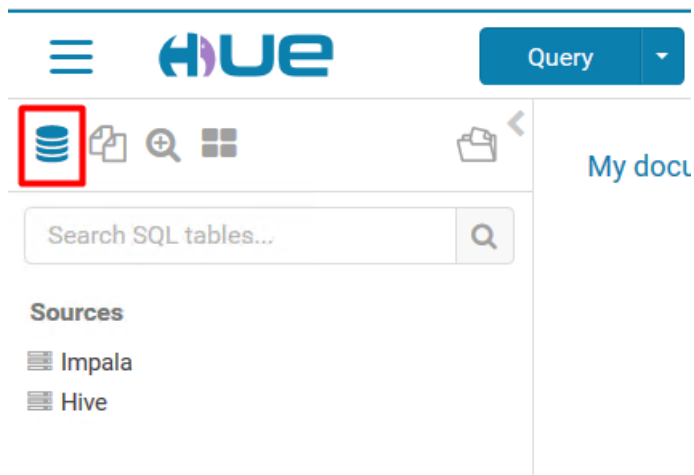 HUE
Query
My docu
Search SQL tables...
Sources
Impala
Hive